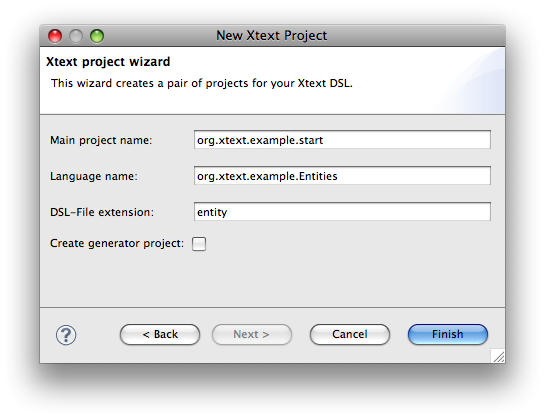 New Xtext Project
Xtext project wizard
This wizard creates a pair of projects for your Xtext DSL.
Main project name: org.xtext.example.start
Language name: org.xtext.example.Entities
DSL-File extension: entity
Create generator project:
? < Back Next > Cancel Finish